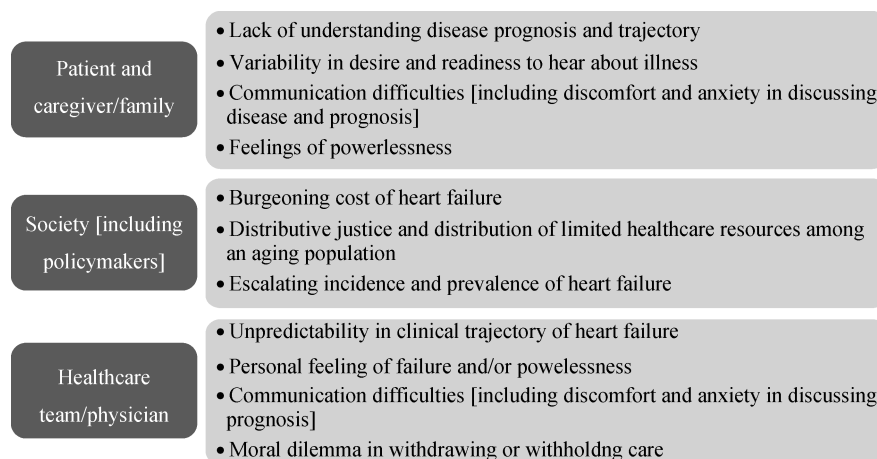 Patient and
caregiver/family
• Lack of understanding disease prognosis and trajectory
• Variability in desire and readiness to hear about illness
• Communication difficulties [including discomfort and anxiety in discussing
disease and prognosis]
• Feelings of powerlessness
Society [including
policymakers]
• Burgeoning cost of heart failure
• Distributive justice and distribution of limited healthcare resources among
an aging population
• Escalating incidence and prevalence of heart failure
Healthcare
team/physician
• Unpredictability in clinical trajectory of heart failure
• Personal feeling of failure and/or powelessness
• Communication difficulties [including discomfort and anxiety in discussing
prognosis]
• Moral dilemma in withdrawing or withholdng care